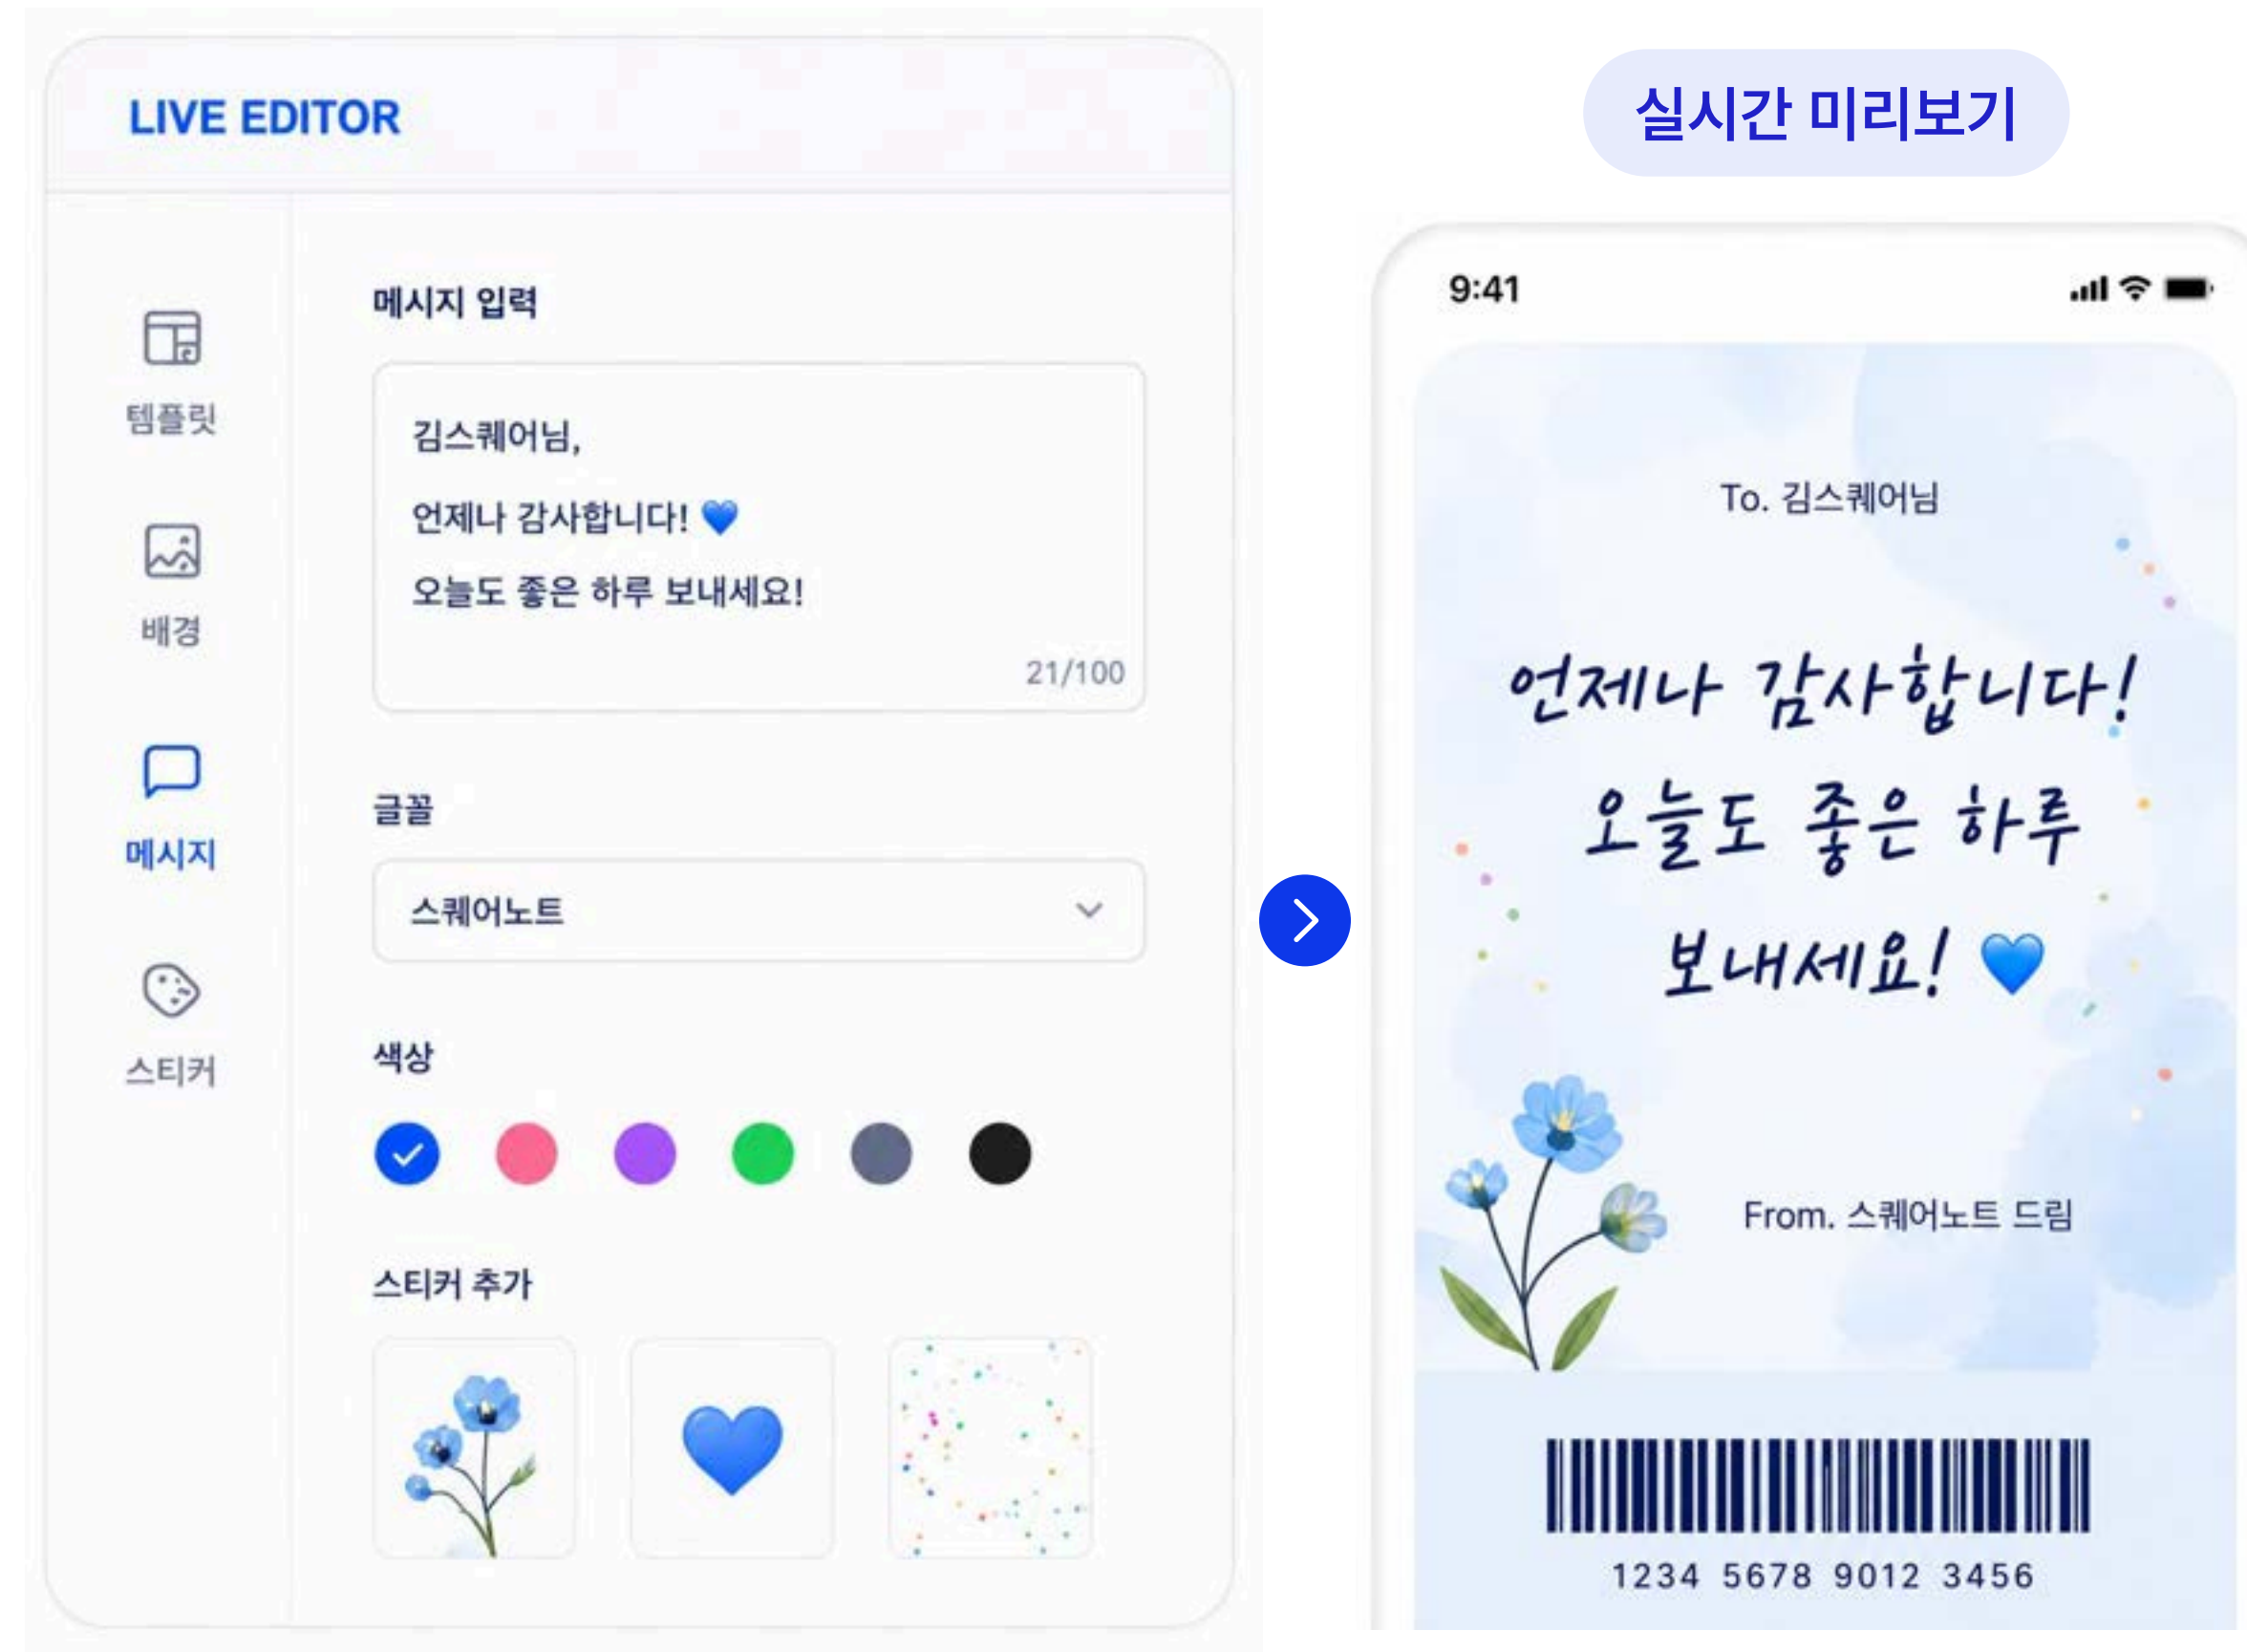 LIVE EDITOR
템플릿
배경
메시지
스티커
메시지 입력
김스퀘어님,
언제나 감사합니다! 💙
오늘도 좋은 하루 보내세요!
21/100
글꼴
스퀘어노트
색상
스티커 추가
실시간 미리보기
9:41
To. 김스퀘어님
언제나 감사합니다!
오늘도 좋은 하루
보내세요! 💙
From. 스퀘어노트 드림
1234 5678 9012 3456